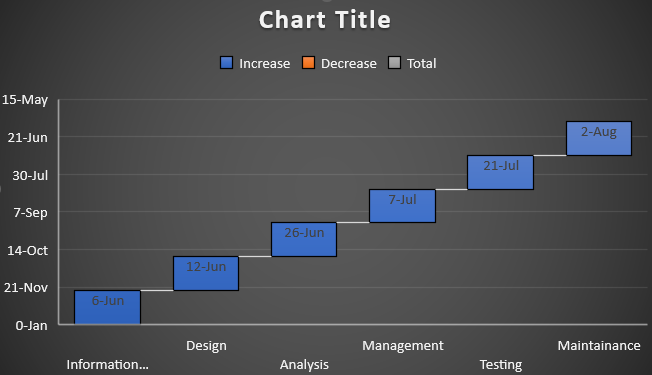 Chart Title
Increase Decrease Total
15-May
21-Jun
30-Jul
7-Sep
14-Oct
21-Nov
0-Jan
2-Aug
21-Jul
7-Jul
26-Jun
12-Jun
6-Jun
Design Management Maintainance
Information... Analysis Testing